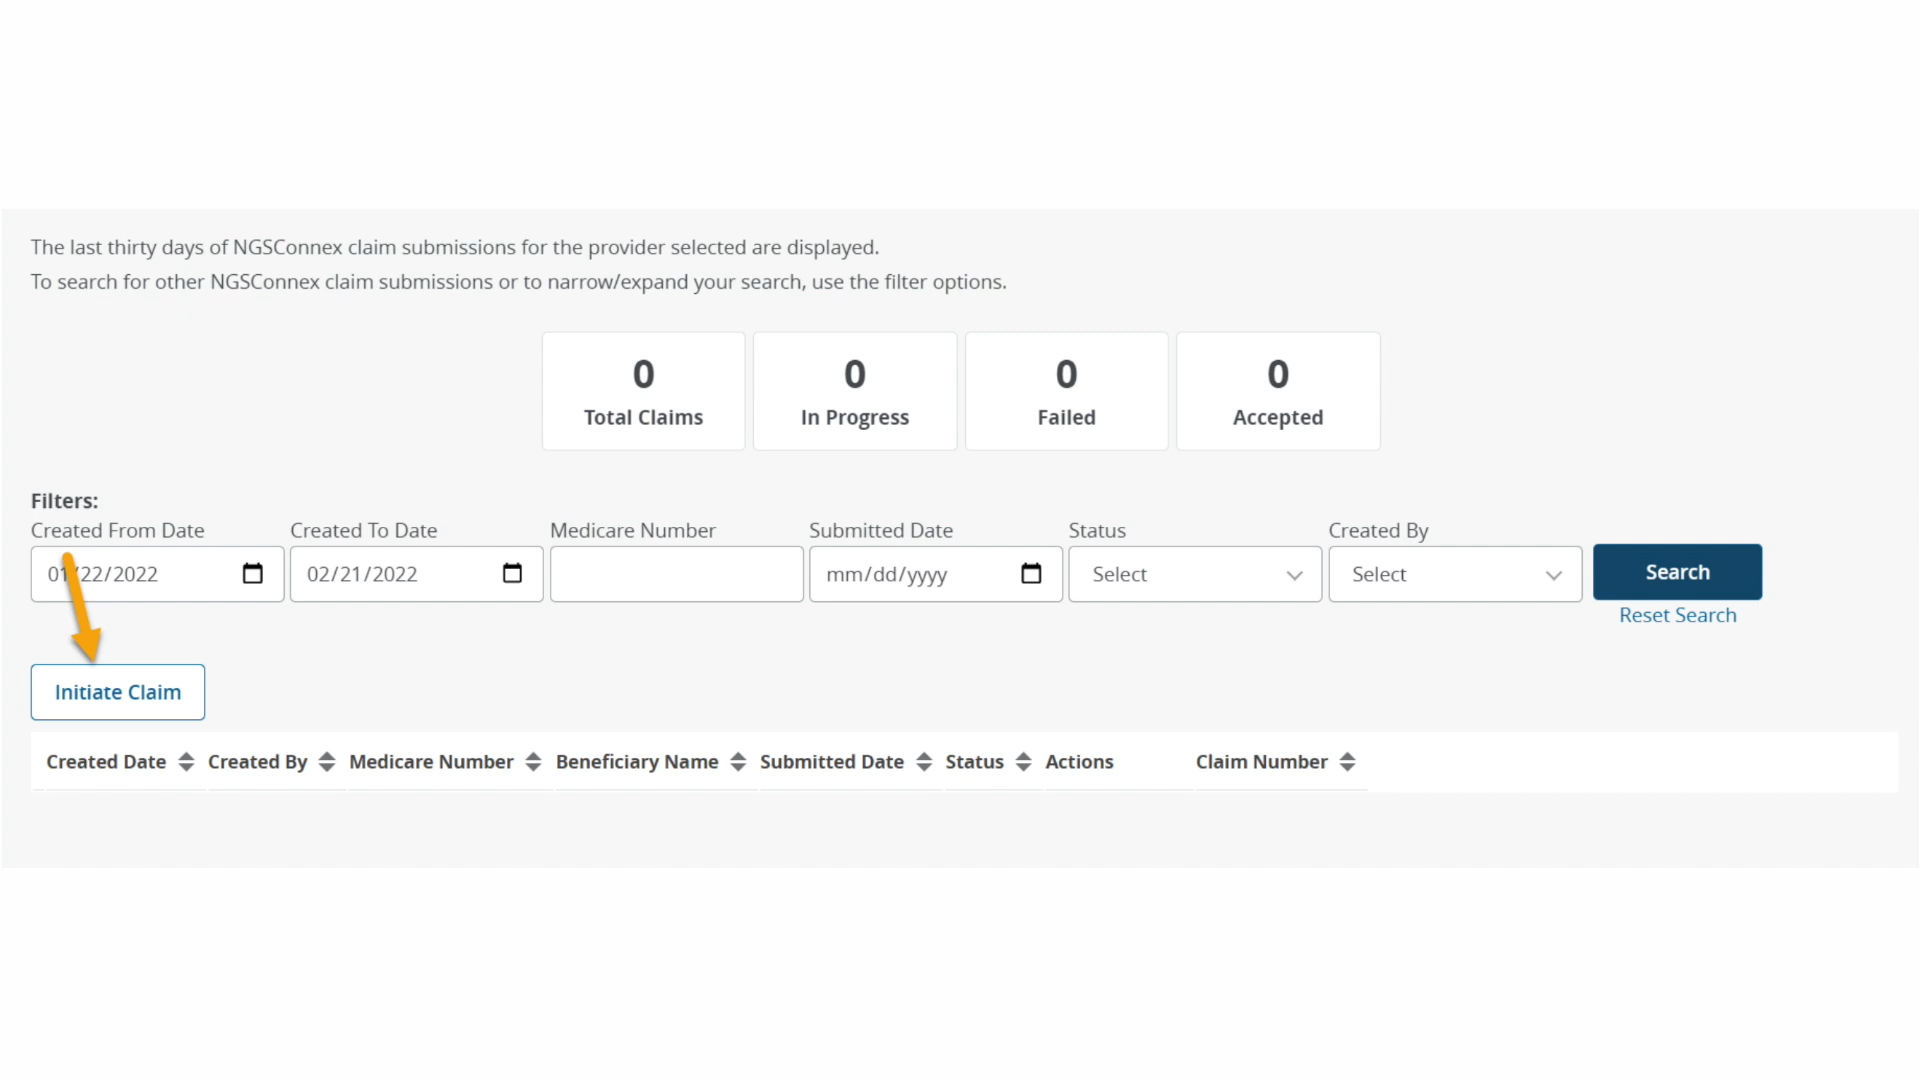 The last thirty days of NGSConnex claim submissions for the provider selected are displayed.
To search for other NGSConnex claim submissions or to narrow/expand your search, use the filter options.
0 0 0 0
Total Claims In Progress Failed Accepted
Filters:
Created From Date Created To Date Medicare Number Submitted Date Status Created By
01/22/2022 02/21/2022 mm/dd/yyyy Select Select Search
Reset Search
Initiate Claim
Created Date Created By Medicare Number Beneficiary Name Submitted Date Status Actions Claim Number